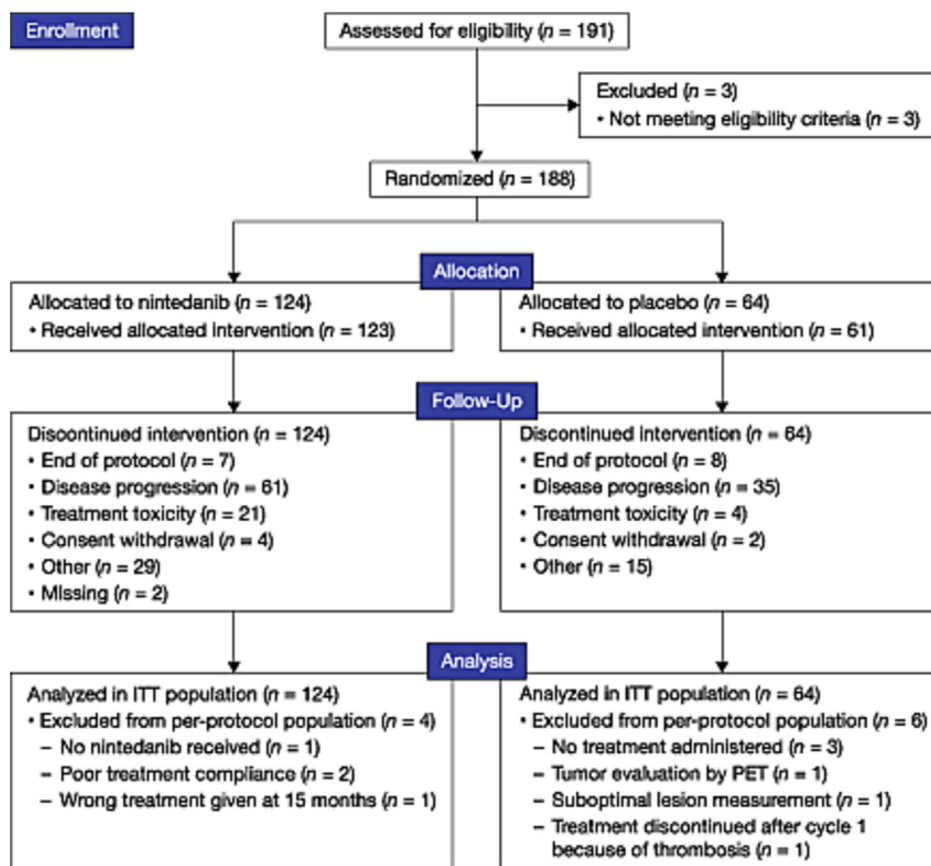 Enrollment
Assessed for eligibility (n = 191)
Excluded (n = 3)
• Not meeting eligibility criteria (n = 3)
Randomized (n = 188)
Allocation
Allocated to nintedanib (n = 124)
• Received allocated intervention (n = 123)
Allocated to placebo (n = 64)
• Received allocated intervention (n = 61)
Follow-Up
Discontinued intervention (n = 124)
• End of protocol (n = 7)
• Disease progression (n = 61)
• Treatment toxicity (n = 21)
• Consent withdrawal (n = 4)
• Other (n = 29)
• Missing (n = 2)
Discontinued intervention (n = 64)
• End of protocol (n = 8)
• Disease progression (n = 35)
• Treatment toxicity (n = 4)
• Consent withdrawal (n = 2)
• Other (n = 15)
Analysis
Analyzed in ITT population (n = 124)
• Excluded from per-protocol population (n = 4)
– No nintedanib received (n = 1)
– Poor treatment compliance (n = 2)
– Wrong treatment given at 15 months (n = 1)
Analyzed in ITT population (n = 64)
• Excluded from per-protocol population (n = 6)
– No treatment administered (n = 3)
– Tumor evaluation by PET (n = 1)
– Suboptimal lesion measurement (n = 1)
– Treatment discontinued after cycle 1
because of thrombosis (n = 1)